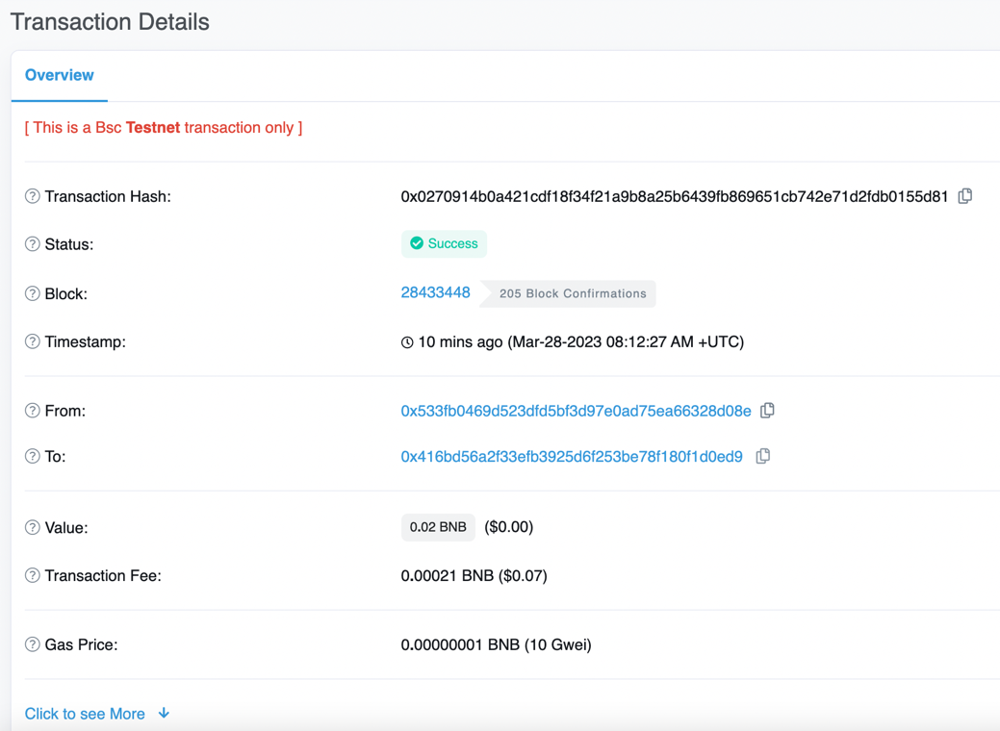 Transaction Details
Overview
[ This is a Bsc Testnet transaction only ]
Transaction Hash: 0x0270914b0a421cdf18f34f21a9b8a25b6439fb869651cb742e71d2fdb0155d81
Status: Success
Block: 28433448 205 Block Confirmations
Timestamp: 10 mins ago (Mar-28-2023 08:12:27 AM +UTC)
From: 0x533fb0469d523dfd5bf3d97e0ad75ea66328d08e
To: 0x416bd56a2f33efb3925d6f253be78f180f1d0ed9
Value: 0.02 BNB ($0.00)
Transaction Fee: 0.00021 BNB ($0.07)
Gas Price: 0.00000001 BNB (10 Gwei)
Click to see More